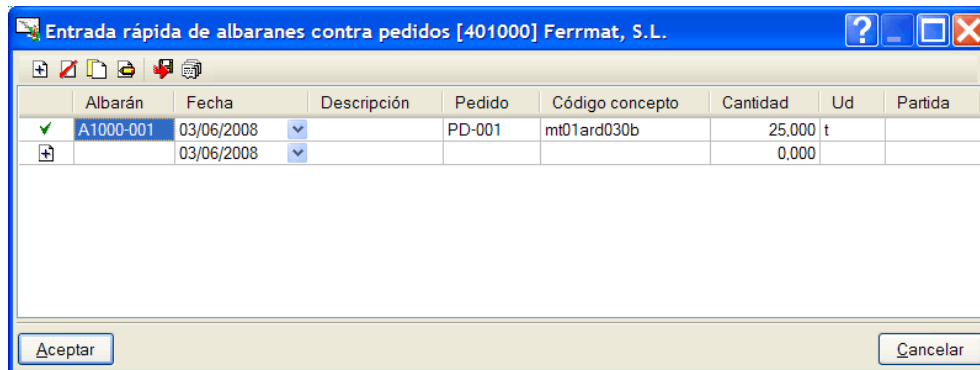 Entrada rápida de albaranes contra pedidos [401000] Ferrmat, S.L.
Albarán Fecha Descripción Pedido Código concepto Cantidad Ud Partida
A1000-001 03/06/2008 PD-001 mt01ard030b 25,000 t
03/06/2008 0,000
Aceptar Cancelar